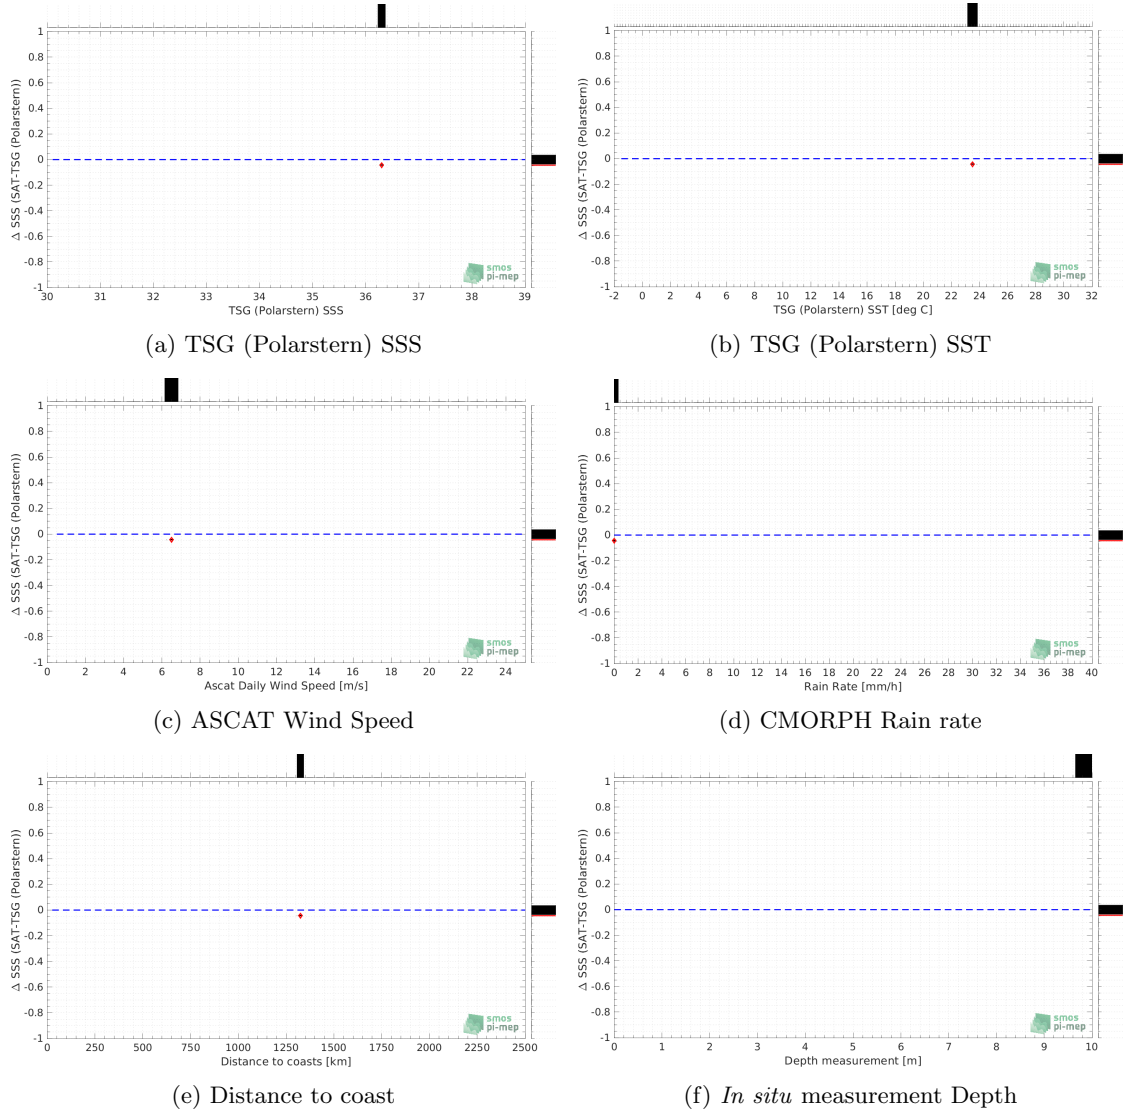 1
0.8
0.6
0.4
0.2
0
-0.2
-0.4
-0.6
-0.8
-1
Δ SSS (SAT-TSG (Polarstern))
30 31 32 33 34 35 36 37 38 39
TSG (Polarstern) SSS
smos
pi-mep
(a) TSG (Polarstern) SSS
1
0.8
0.6
0.4
0.2
0
-0.2
-0.4
-0.6
-0.8
-1
Δ SSS (SAT-TSG (Polarstern))
-2 0 2 4 6 8 10 12 14 16 18 20 22 24 26 28 30 32
TSG (Polarstern) SST [deg C]
smos
pi-mep
(b) TSG (Polarstern) SST
1
0.8
0.6
0.4
0.2
0
-0.2
-0.4
-0.6
-0.8
-1
Δ SSS (SAT-TSG (Polarstern))
0 2 4 6 8 10 12 14 16 18 20 22 24
Ascat Daily Wind Speed [m/s]
smos
pi-mep
(c) ASCAT Wind Speed
1
0.8
0.6
0.4
0.2
0
-0.2
-0.4
-0.6
-0.8
-1
Δ SSS (SAT-TSG (Polarstern))
0 2 4 6 8 10 12 14 16 18 20 22 24 26 28 30 32 34 36 38 40
Rain Rate [mm/h]
smos
pi-mep
(d) CMORPH Rain rate
1
0.8
0.6
0.4
0.2
0
-0.2
-0.4
-0.6
-0.8
-1
Δ SSS (SAT-TSG (Polarstern))
0 250 500 750 1000 1250 1500 1750 2000 2250 2500
Distance to coasts [km]
smos
pi-mep
(e) Distance to coast
1
0.8
0.6
0.4
0.2
0
-0.2
-0.4
-0.6
-0.8
-1
Δ SSS (SAT-TSG (Polarstern))
0 1 2 3 4 5 6 7 8 9 10
Depth measurement [m]
smos
pi-mep
(f) In situ measurement Depth